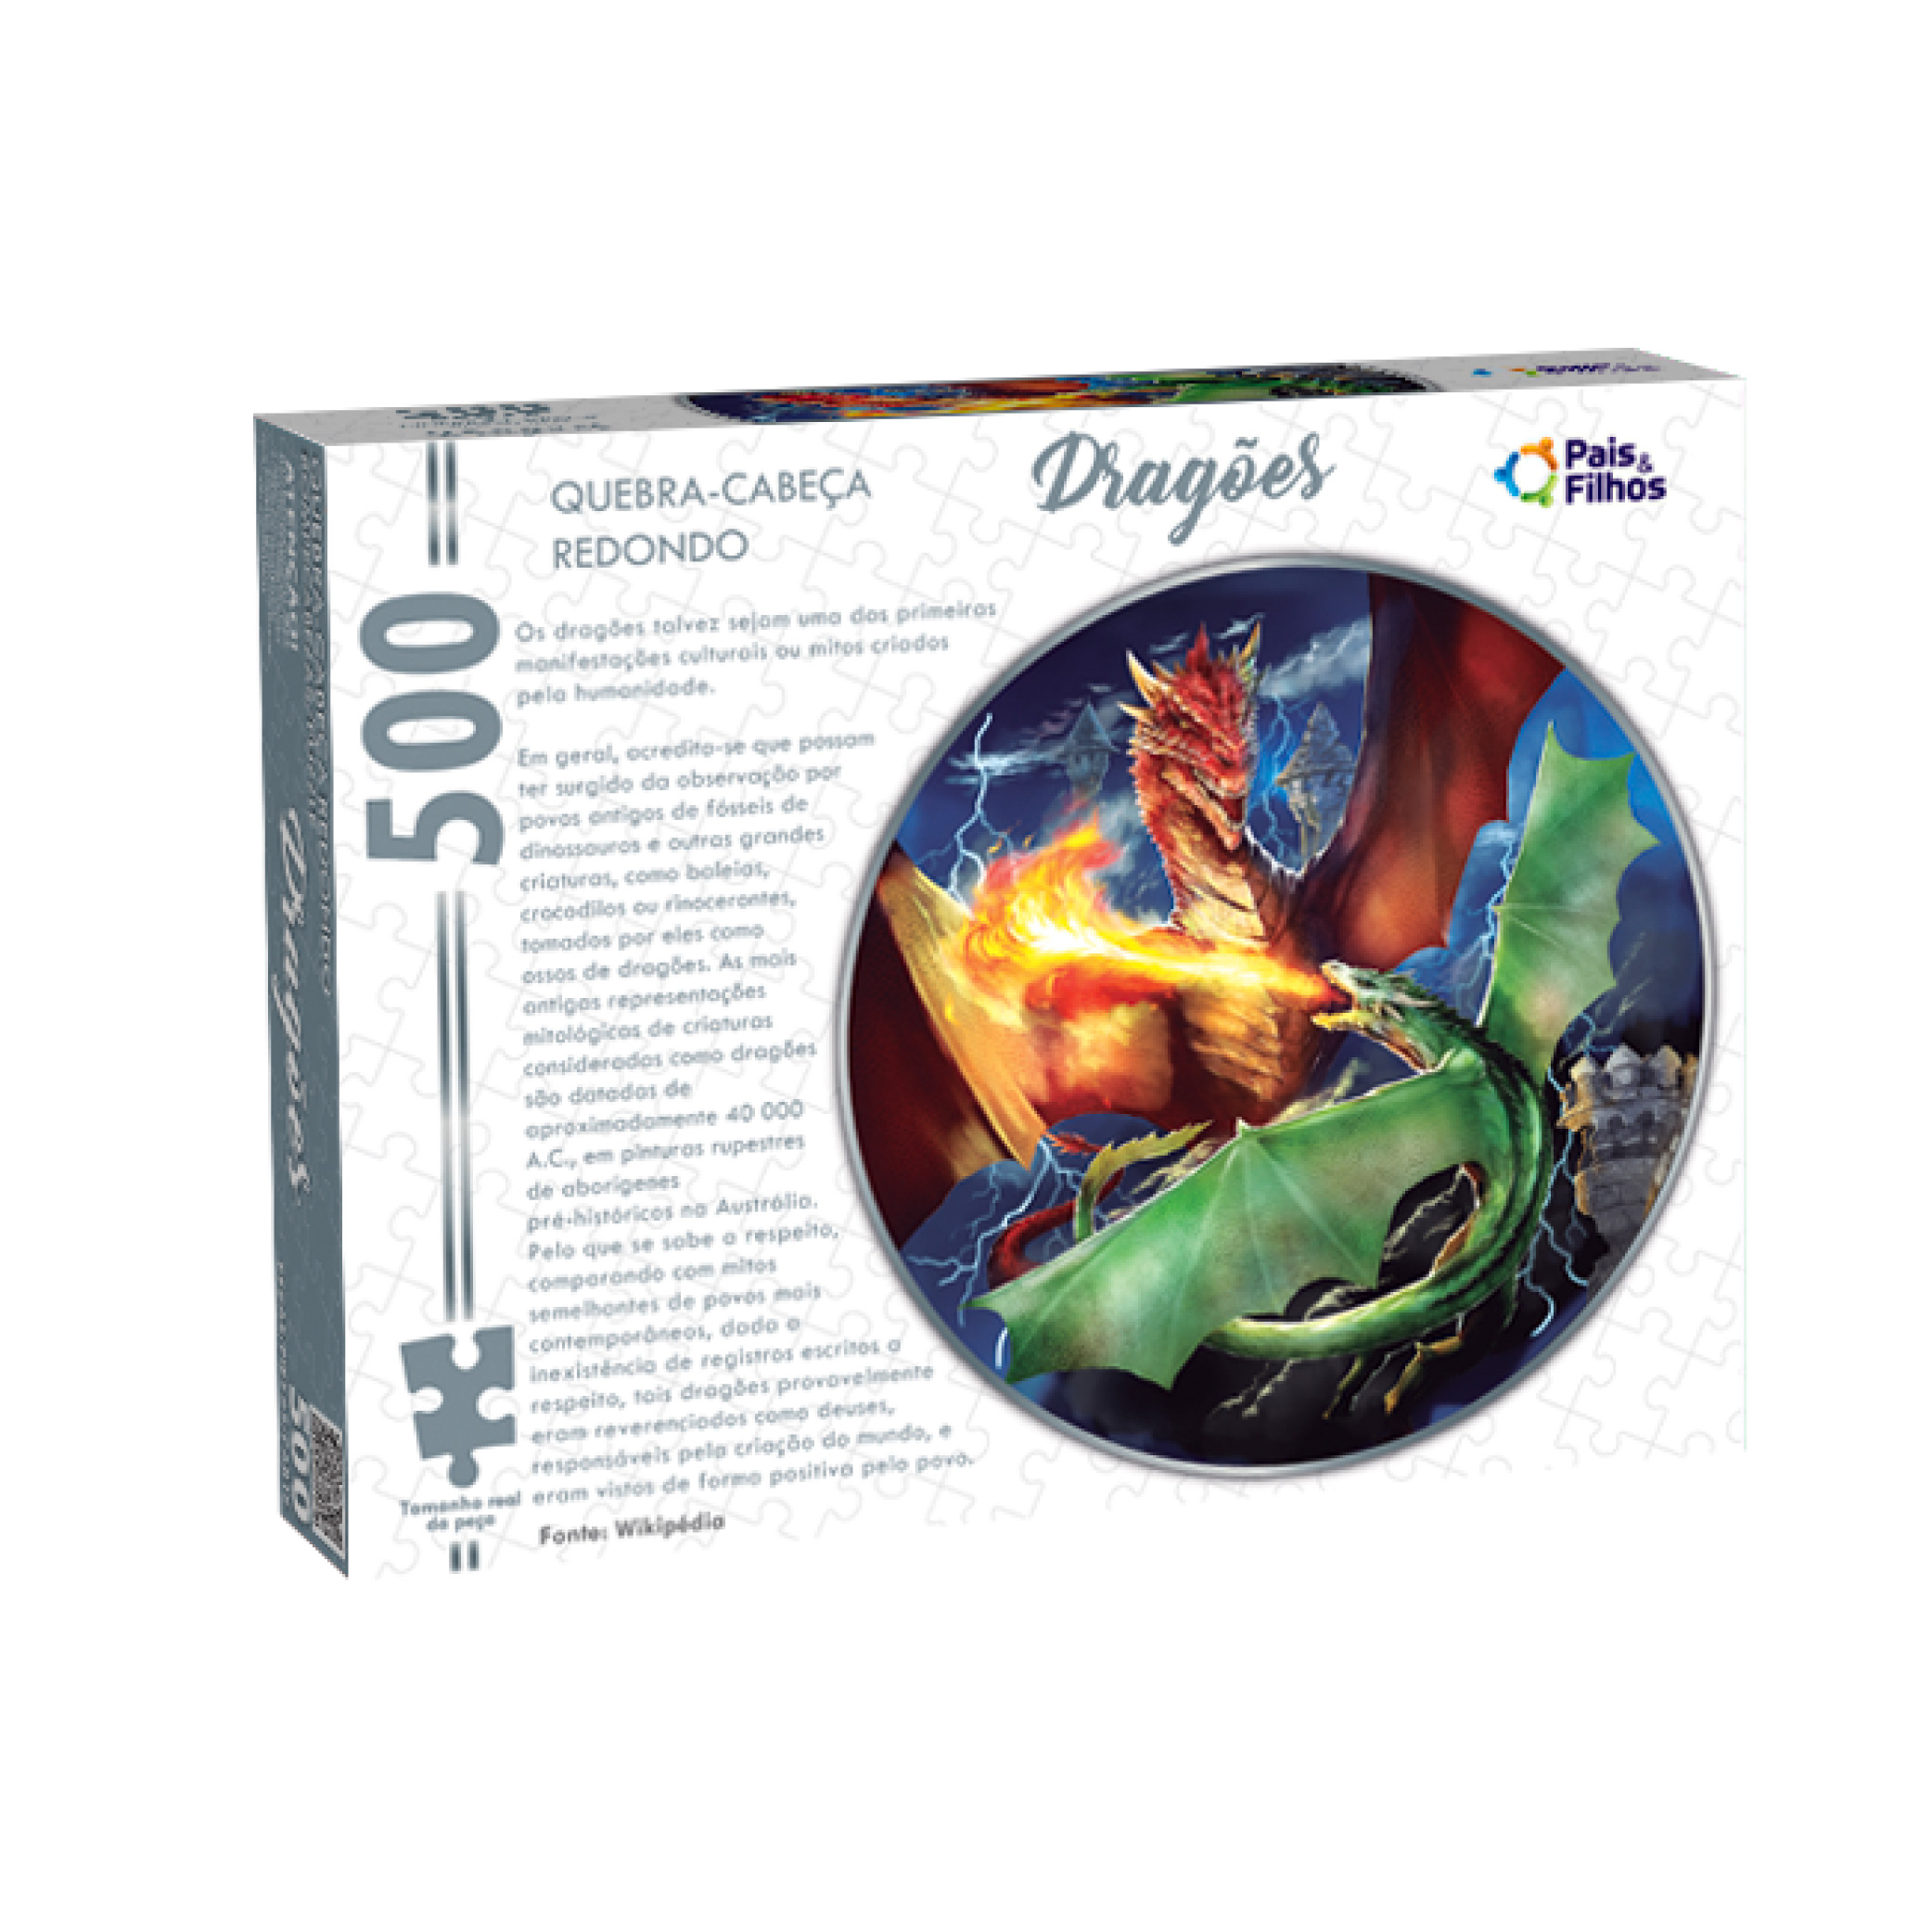 QUEBRA-CABEÇA
REDONDO
Dragões
Pais &
Filhos
500
Os dragões talvez sejam uma das primeiras
manifestações culturais ou mitos criados
pela humanidade.
Em geral, acredita-se que possam
ter surgido da observação por
povos antigos de fósseis de
dinossauros e outras grandes
criaturas, como baleias,
crocodilos ou rinocerontes,
tomados por eles como
ossos de dragões. As mais
antigas representações
mitológicas de criaturas
consideradas como dragões
são datadas de
aproximadamente 40 000
A.C., em pinturas rupestres
de aborígenes
pré-históricos na Austrália.
Pelo que se sabe a respeito,
comparando com mitos
semelhantes de povos mais
contemporâneos, dada a
inexistência de registros escritos a
respeito, tais dragões provavelmente
eram reverenciados como deuses,
responsáveis pela criação do mundo, e
eram vistos de forma positiva pelo povo.
Fonte: Wikipédia
Tamanho real
da peça
Dragões
500